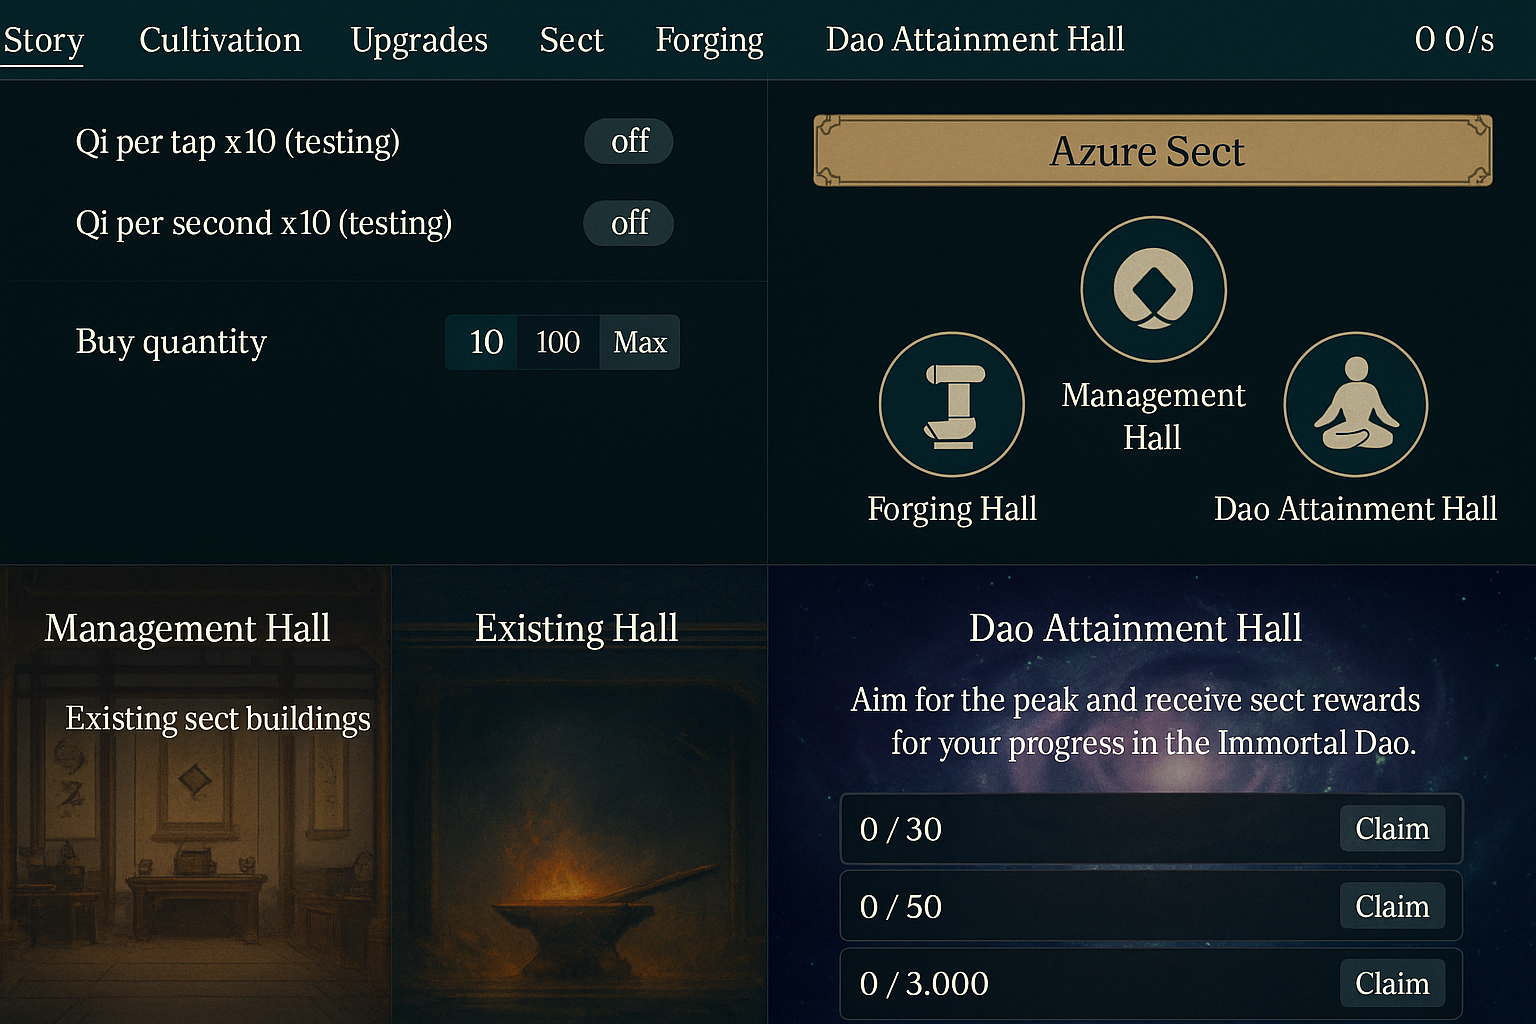 Story Cultivation Upgrades Sect Forging Dao Attainment Hall 0 0/s
Qi per tap x10 (testing) off
Qi per second x10 (testing) off
Buy quantity 10 100 Max
Azure Sect
Management
Hall
Forging Hall
Dao Attainment Hall
Management Hall
Existing sect buildings
Existing Hall
Dao Attainment Hall
Aim for the peak and receive sect rewards
for your progress in the Immortal Dao.
0 / 30 Claim
0 / 50 Claim
0 / 3.000 Claim